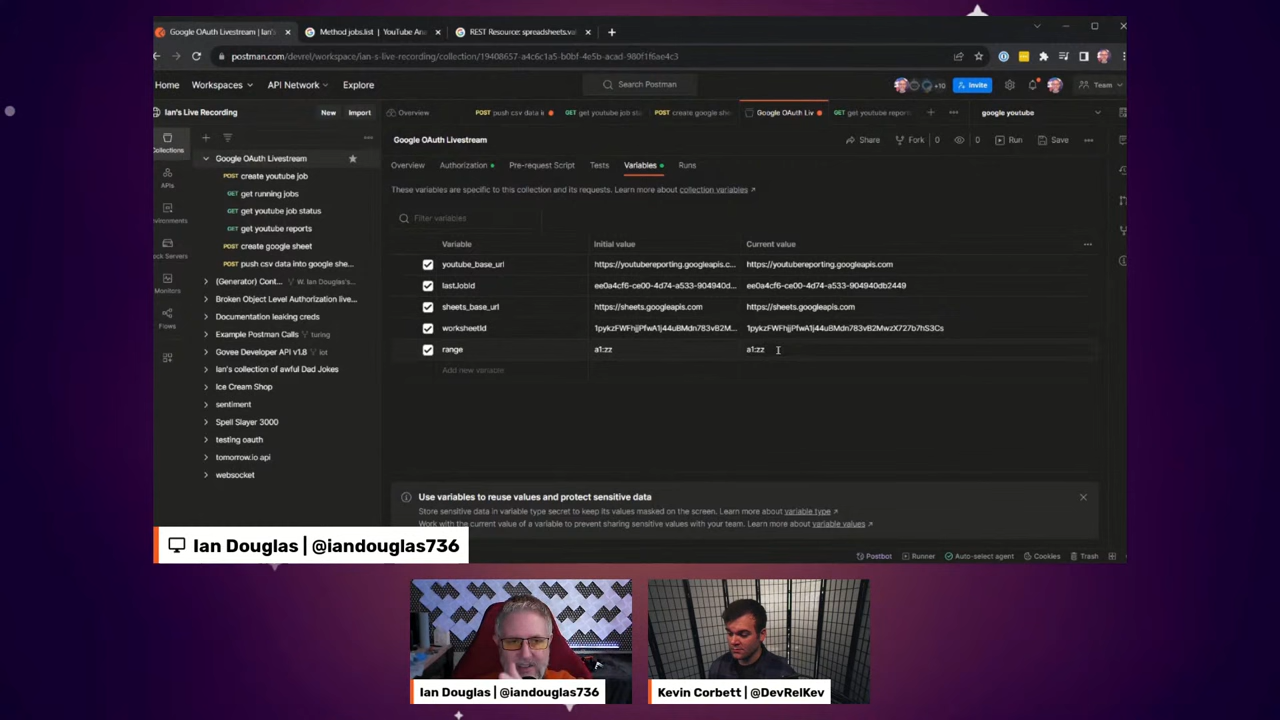 Google OAuth Livestream | Ian's
Method jobs.list | YouTube An
REST Resource: spreadsheets.va
postman.com/devrel/workspace/ian-s-live-recording/collection/19408657-a4c6c1a5-b0bf-4e5b-acad-980f1f6ae4c3
Home Workspaces API Network Explore Search Postman +10 Invite Team
Ian's Live Recording New Import Overview POST push csv data i GET get youtube job sta POST create google she Google OAuth Liv GET get youtube report google youtube
Collections
APIs
nvironments
ck Servers
Monitors
Flows
Google OAuth Livestream
POST create youtube job
GET get running jobs
GET get youtube job status
GET get youtube reports
POST create google sheet
POST push csv data into google she...
(Generator) Cont... W. Ian Douglas's...
Broken Object Level Authorization live...
Documentation leaking creds
Example Postman Calls turing
Govee Developer API v1.8 iot
Ian's collection of awful Dad Jokes
Ice Cream Shop
sentiment
Spell Slayer 3000
testing oauth
tomorrow.io api
websocket
Google OAuth Livestream Share Fork 0 0 Run Save
Overview Authorization Pre-request Script Tests Variables Runs
These variables are specific to this collection and its requests. Learn more about collection variables
Filter variables
Variable Initial value Current value
youtube_base_url https://youtubereporting.googleapis.c... https://youtubereporting.googleapis.com
lastJobId ee0a4cf6-ce00-4d74-a533-904940d... ee0a4cf6-ce00-4d74-a533-904940db2449
sheets_base_url https://sheets.googleapis.com https://sheets.googleapis.com
worksheetId 1pykzFWFhjjPfwA1j44uBMdn783vB2M... 1pykzFWFhjjPfwA1j44uBMdn783vB2MwzX727b7hS3Cs
range a1:zz a1:zz
Add new variable
Use variables to reuse values and protect sensitive data
Store sensitive data in variable type secret to keep its values masked on the screen. Learn more about variable type
Work with the current value of a variable to prevent sharing sensitive values with your team. Learn more about variable values
Postbot Runner Auto-select agent Cookies Trash
Ian Douglas | @iandouglas736
Ian Douglas | @iandouglas736
Kevin Corbett | @DevRelKev